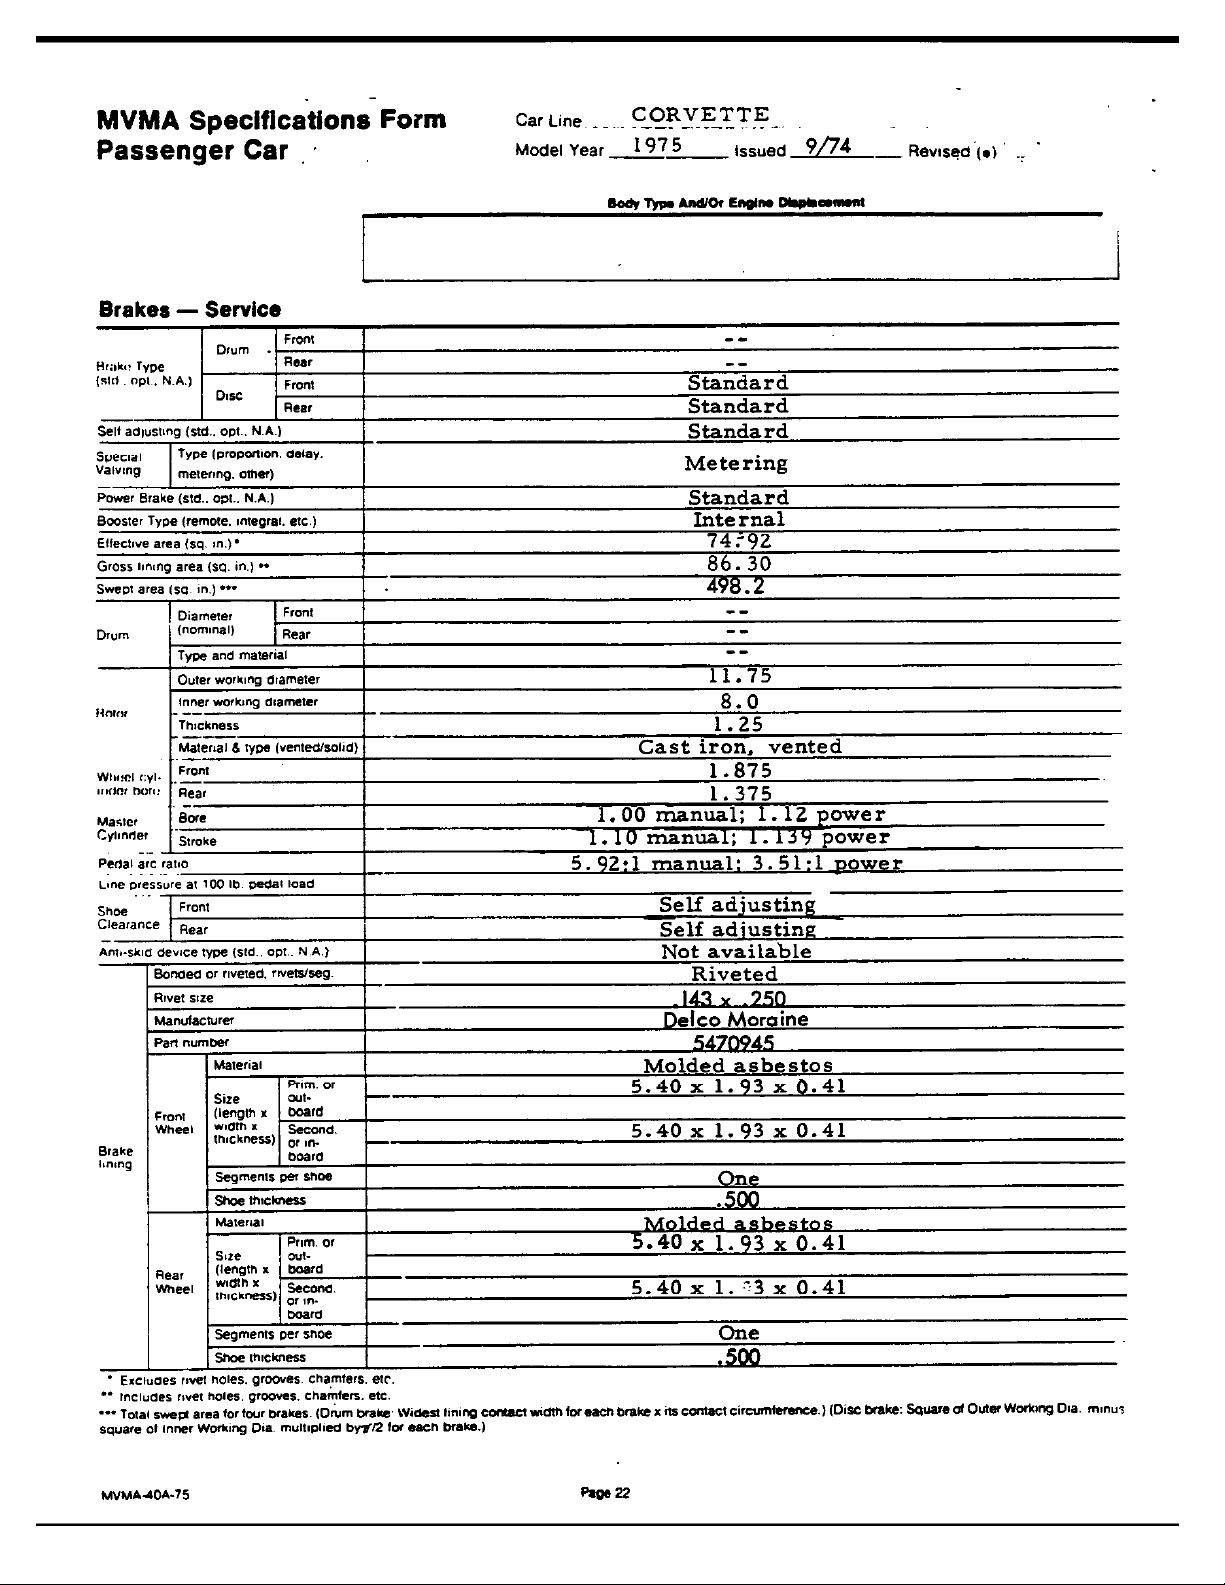 MVMA Specifications Form
Passenger Car
Car Line CORVETTE
Model Year 1975 Issued 9/74 Revised (•)
Body Type And/Or Engine Displacement
Brakes — Service
Brake Type (std., opt., N.A.) Drum Front --
Rear --
Disc Front Standard
Rear Standard
Self adjusting (std., opt., N.A.) Standard
Special Valving Type (proportion, delay, metering, other) Metering
Power Brake (std., opt., N.A.) Standard
Booster Type (remote, integral, etc.) Internal
Effective area (sq. in.)* 74.92
Gross lining area (sq. in.) ** 86.30
Swept area (sq. in.) *** 498.2
Drum Diameter (nominal) Front --
Rear --
Type and material --
Rotor Outer working diameter 11.75
Inner working diameter 8.0
Thickness 1.25
Material & type (vented/solid) Cast iron, vented
Wheel cylinder bore Front 1.875
Rear 1.375
Master Cylinder Bore 1.00 manual; 1.12 power
Stroke 1.10 manual; 1.139 power
Pedal arc ratio 5.92:1 manual; 3.51:1 power
Line pressure at 100 lb. pedal load
Shoe Clearance Front Self adjusting
Rear Self adjusting
Anti-skid device type (std., opt., N.A.) Not available
Brake lining Bonded or riveted, rivets/seg. Riveted
Rivet size .143 x .250
Manufacturer Delco Moraine
Part number 5470945
Front Wheel Material Molded asbestos
Size (length x width x thickness) Prim. or out-board 5.40 x 1.93 x 0.41
Second. or in-board 5.40 x 1.93 x 0.41
Segments per shoe One
Shoe thickness .500
Rear Wheel Material Molded asbestos
Size (length x width x thickness) Prim. or out-board 5.40 x 1.93 x 0.41
Second. or in-board 5.40 x 1. 3 x 0.41
Segments per shoe One
Shoe thickness .500
* Excludes rivet holes, grooves, chamfers, etc.
** Includes rivet holes, grooves, chamfers, etc.
*** Total swept area for four brakes. (Drum brake: Widest lining contact width for each brake x its contact circumference.) (Disc brake: Square of Outer Working Dia. minus
square of Inner Working Dia. multiplied by π/2 for each brake.)
MVMA-40A-75
Page 22